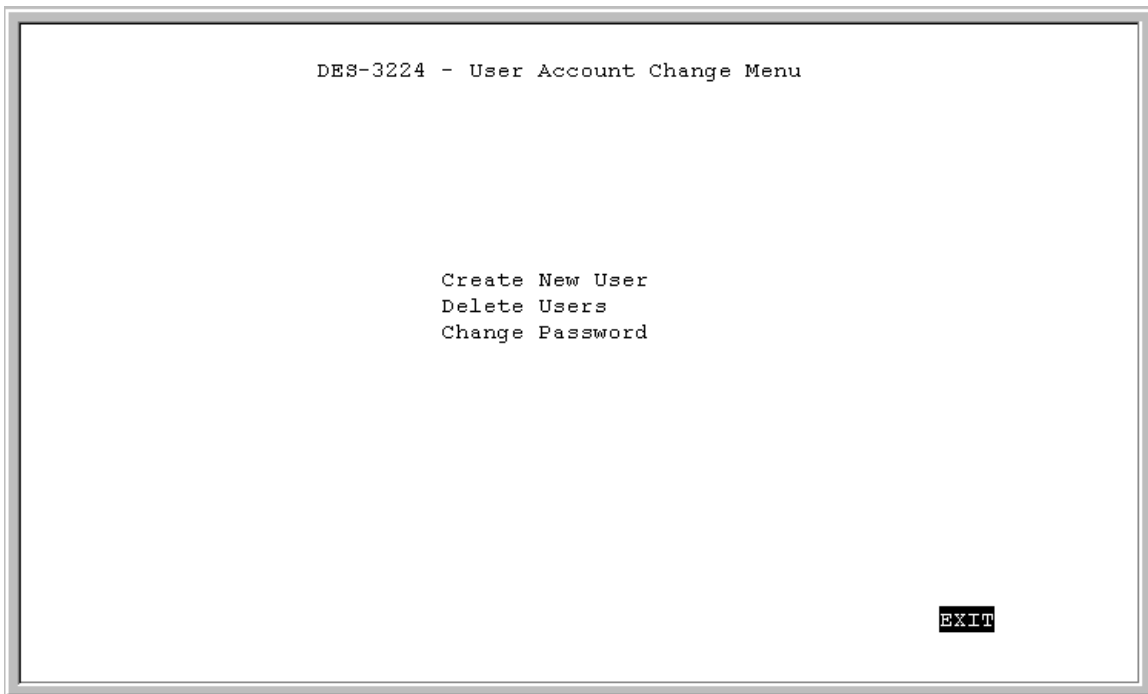 DES-3224 - User Account Change Menu
Create New User
Delete Users
Change Password
EXIT